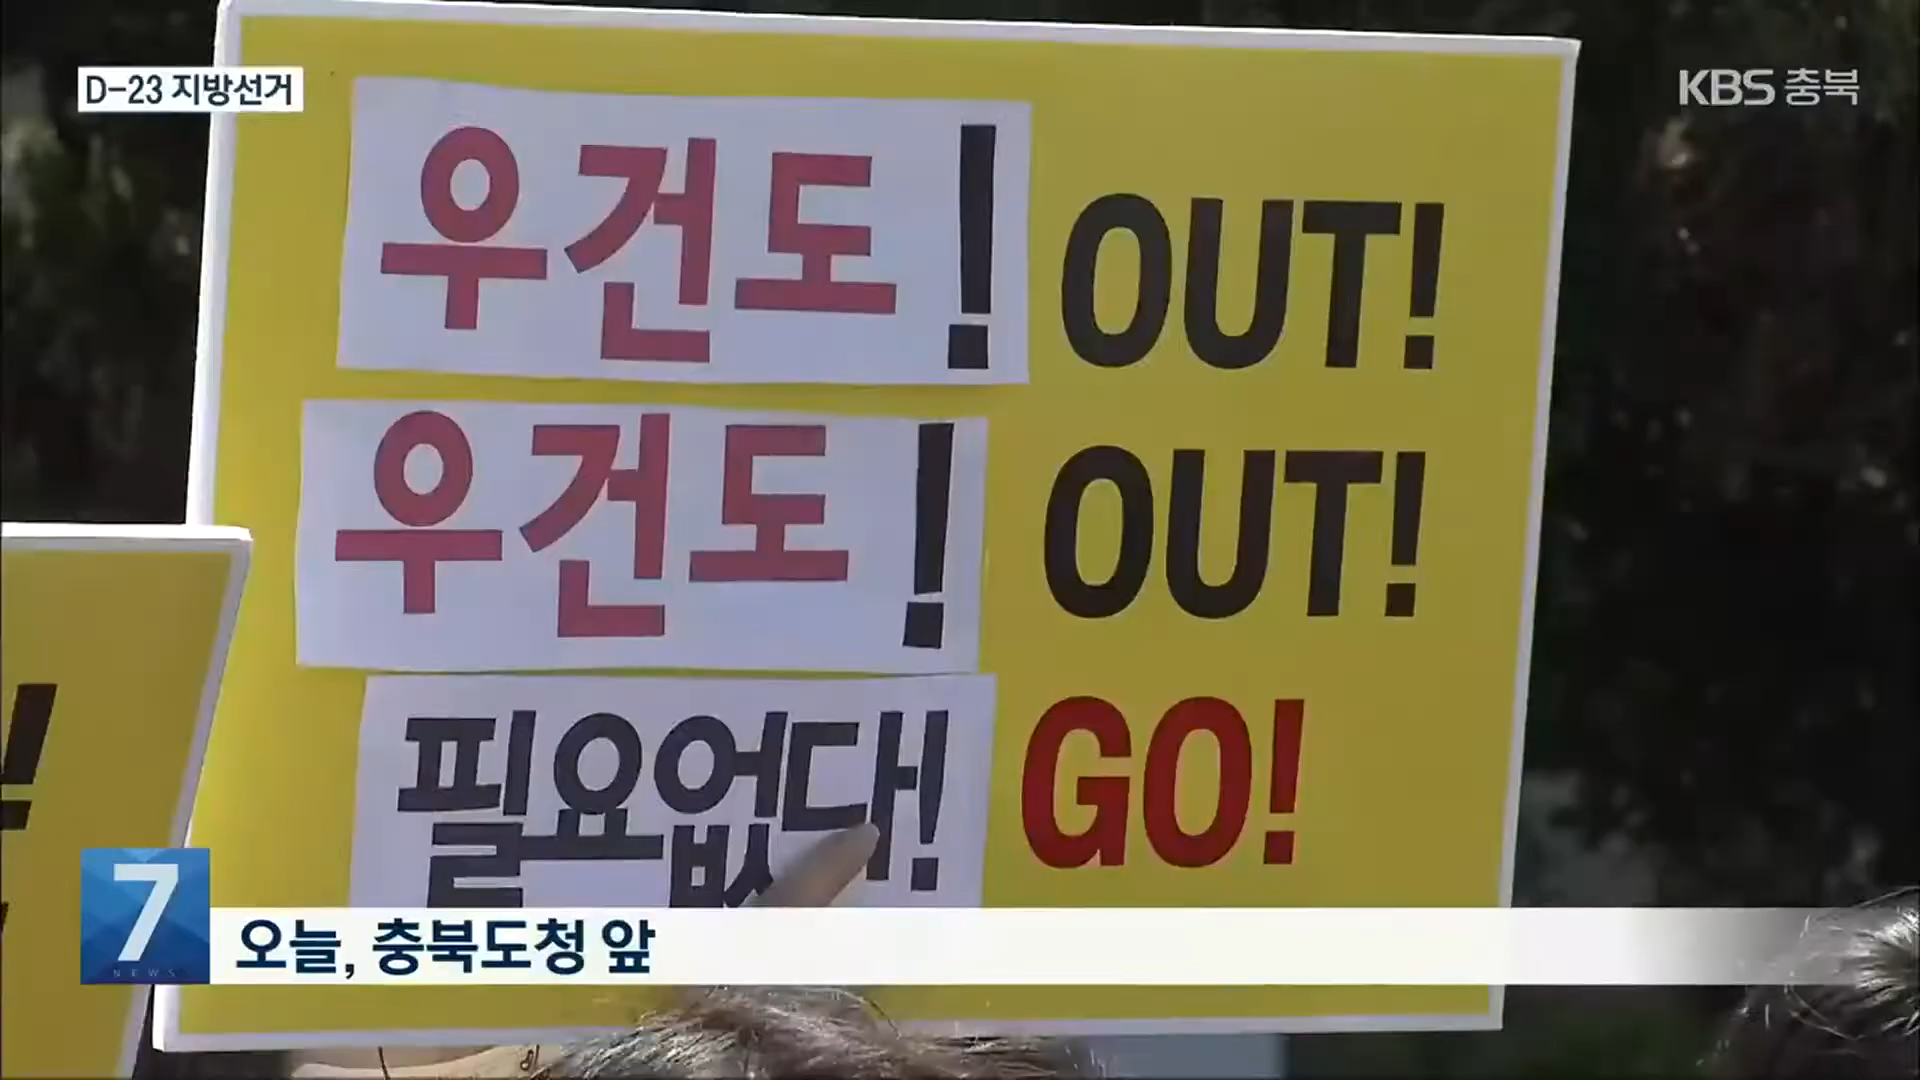 D-23 지방선거
KBS 충북
우건도! OUT!
우건도! OUT!
필요없다! GO!
7
NEWS
오늘, 충북도청 앞